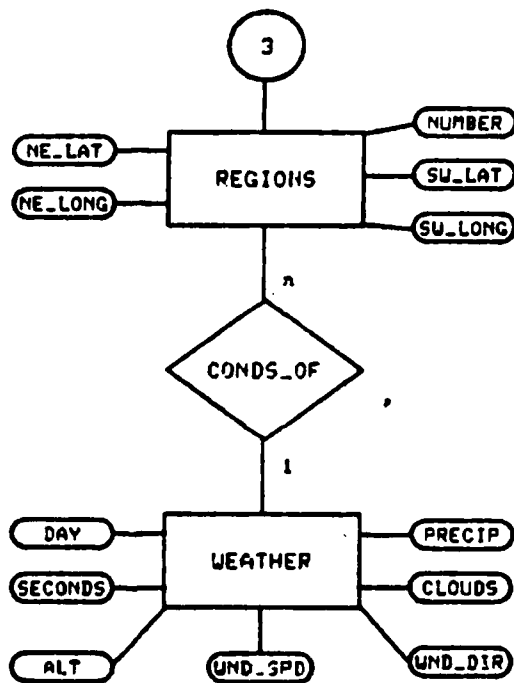 3
NUMBER
NE_LAT
REGIONS
SW_LAT
NE_LONG
SW_LONG
n
CONDS_OF
1
DAY
PRECIP
WEATHER
SECONDS
CLOUDS
ALT
WND_SPD
WND_DIR